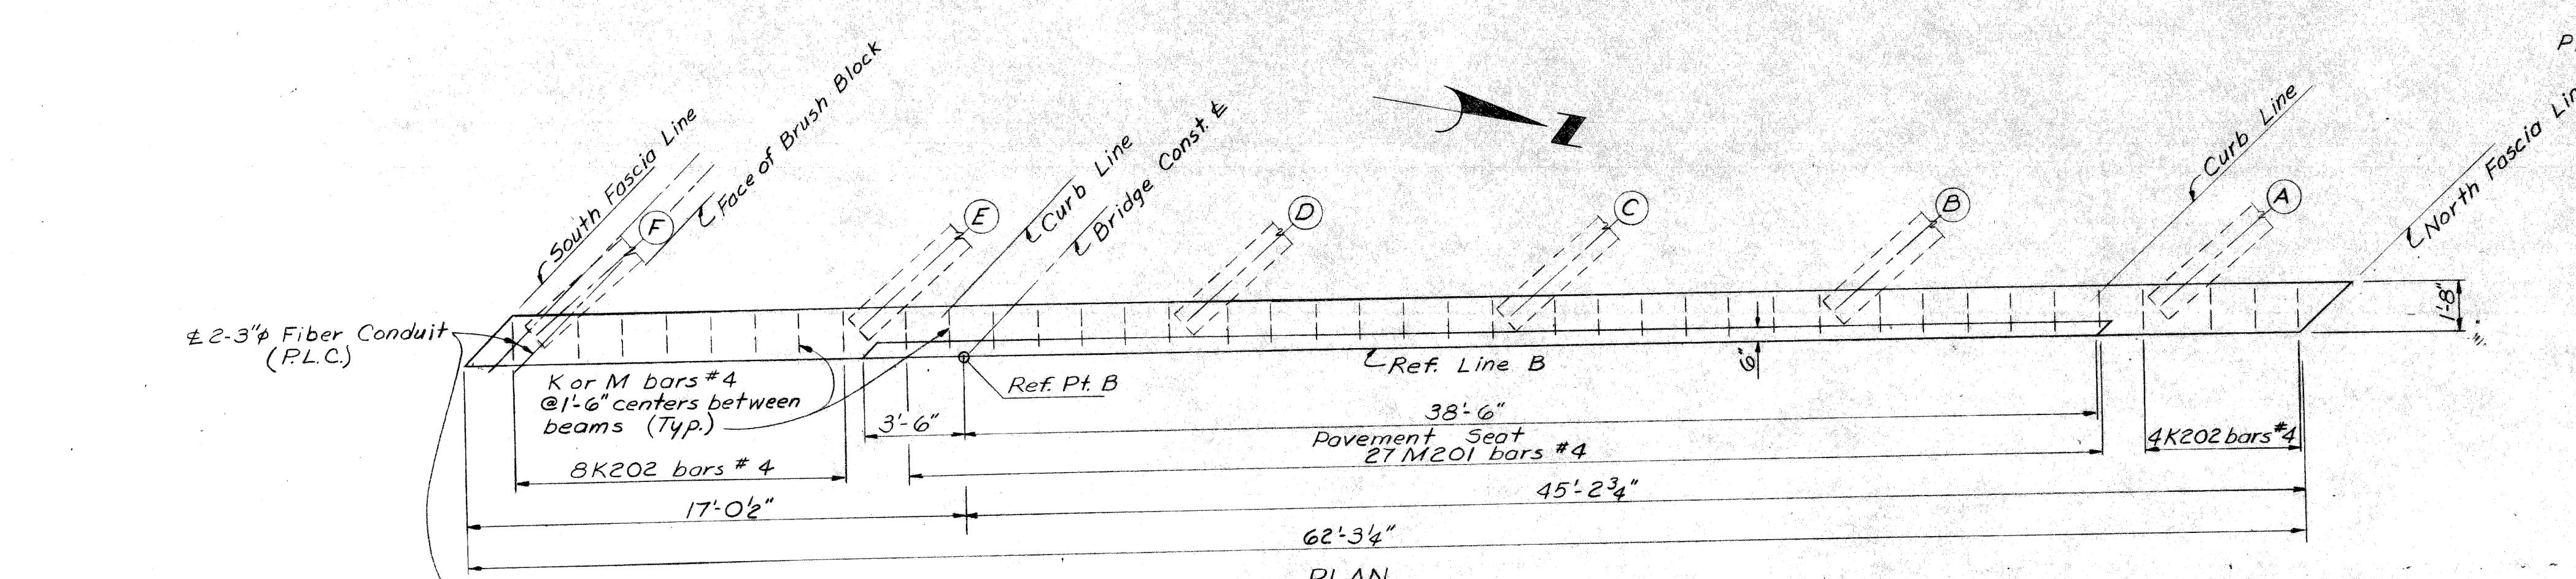 South Fascia Line
℄ Face of Brush Block
℄ Curb Line
℄ Bridge Const. ℄
Z
℄ Curb Line
℄ North Fascia
P
F
E
D
C
B
A
℄ 2-3"φ Fiber Conduit
(P.L.C.)
K or M bars #4
@1'-6" centers between
beams (Typ.)
Ref. Pt. B
℄ Ref. Line B
6"
1'-8"
3'-6"
38'-6"
Pavement Seat
27 M201 bars #4
4K202 bars #4
8K202 bars #4
17'-0½"
45'-2¾"
62'-3¼"
PLAN